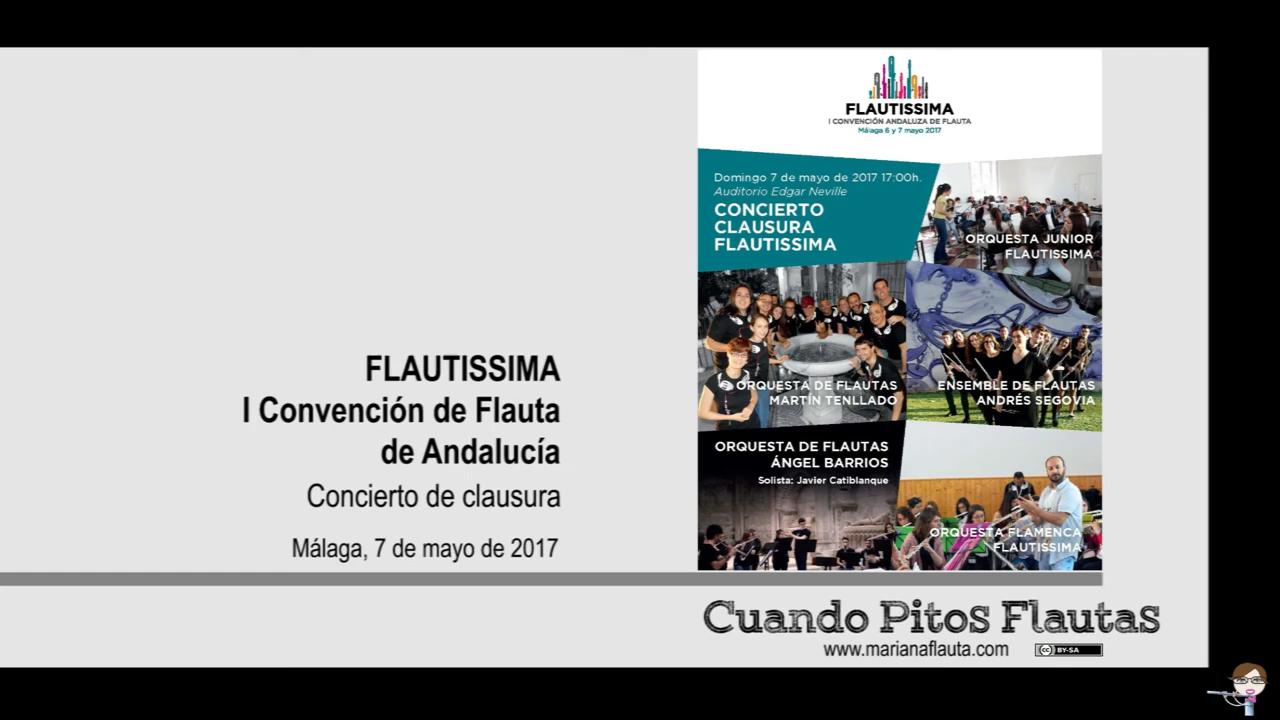 FLAUTISSIMA
I Convención de Flauta
de Andalucía
Concierto de clausura
Málaga, 7 de mayo de 2017
FLAUTISSIMA
I CONVENCIÓN ANDALUZA DE FLAUTA
Málaga 6 y 7 mayo 2017
Domingo 7 de mayo de 2017 17:00h.
Auditorio Edgar Neville
CONCIERTO
CLAUSURA
FLAUTISSIMA
ORQUESTA JUNIOR
FLAUTISSIMA
ORQUESTA DE FLAUTAS
MARTÍN TENLLADO
ENSEMBLE DE FLAUTAS
ANDRÉS SEGOVIA
ORQUESTA DE FLAUTAS
ÁNGEL BARRIOS
Solista: Javier Catiblanque
ORQUESTA FLAMENCA
FLAUTISSIMA
Cuando Pitos Flautas
www.marianaflauta.com
cc BY-SA